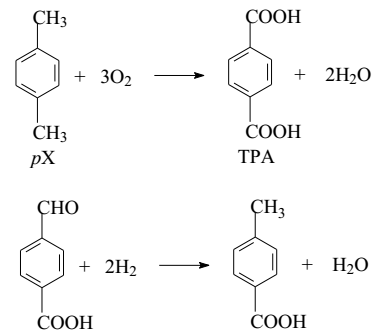 CH₃ COOH
+ 3O₂ + 2H₂O
CH₃ COOH
pX TPA
CHO CH₃
+ 2H₂ + H₂O
COOH COOH